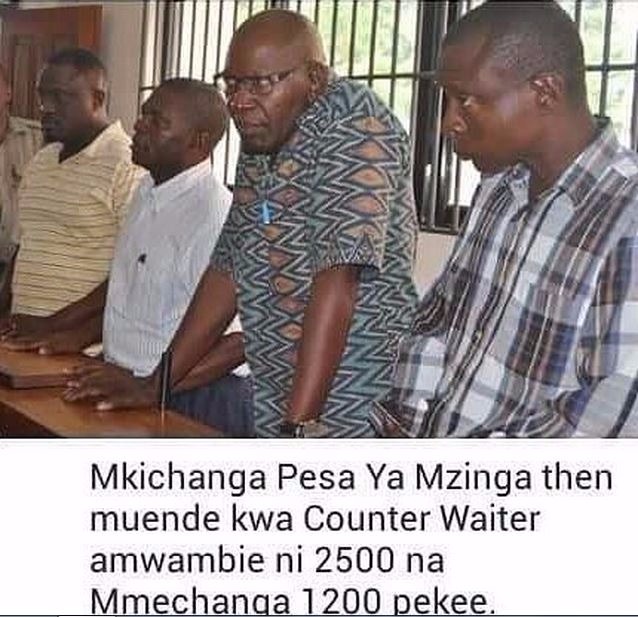 Mkichanga Pesa Ya Mzinga then
muende kwa Counter Waiter
amwambie ni 2500 na
Mmechanga 1200 pekee.